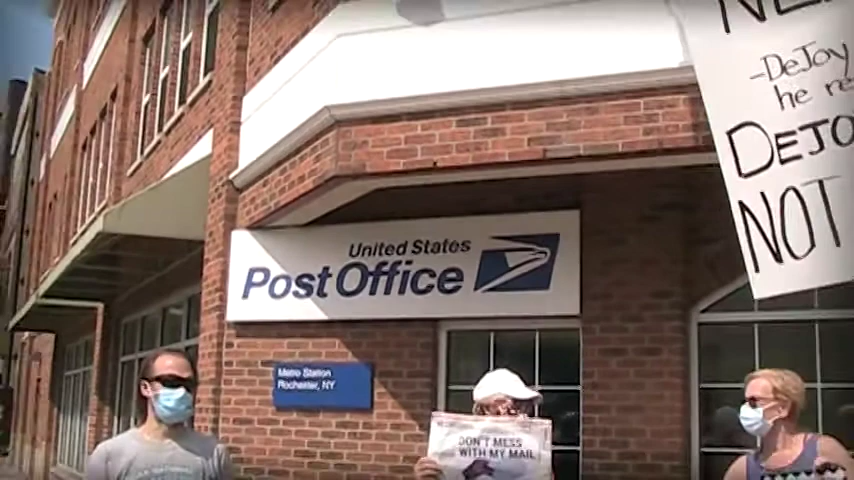 -DeJoy
he re
DEJO
NOT
United States
Post Office
Metro Station
Rochester, NY
DON'T MESS
WITH MY MAIL